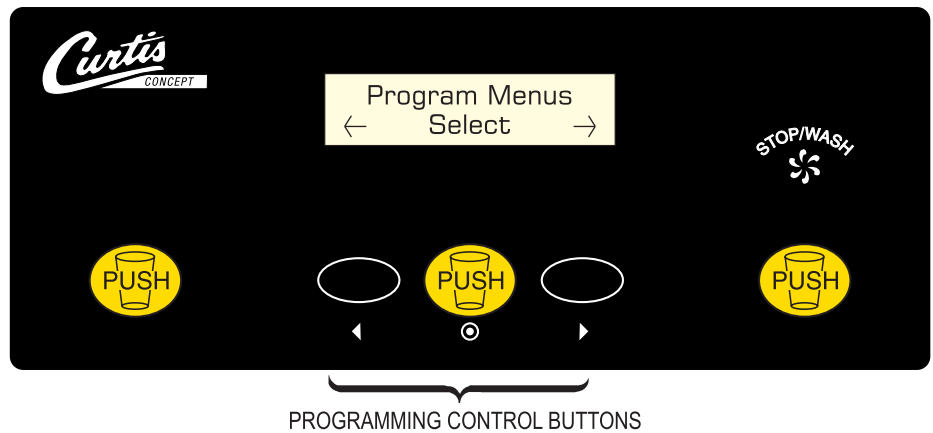 Curtis
CONCEPT
Program Menus
← Select →
STOP/WASH
PUSH
PUSH
PUSH
PROGRAMMING CONTROL BUTTONS